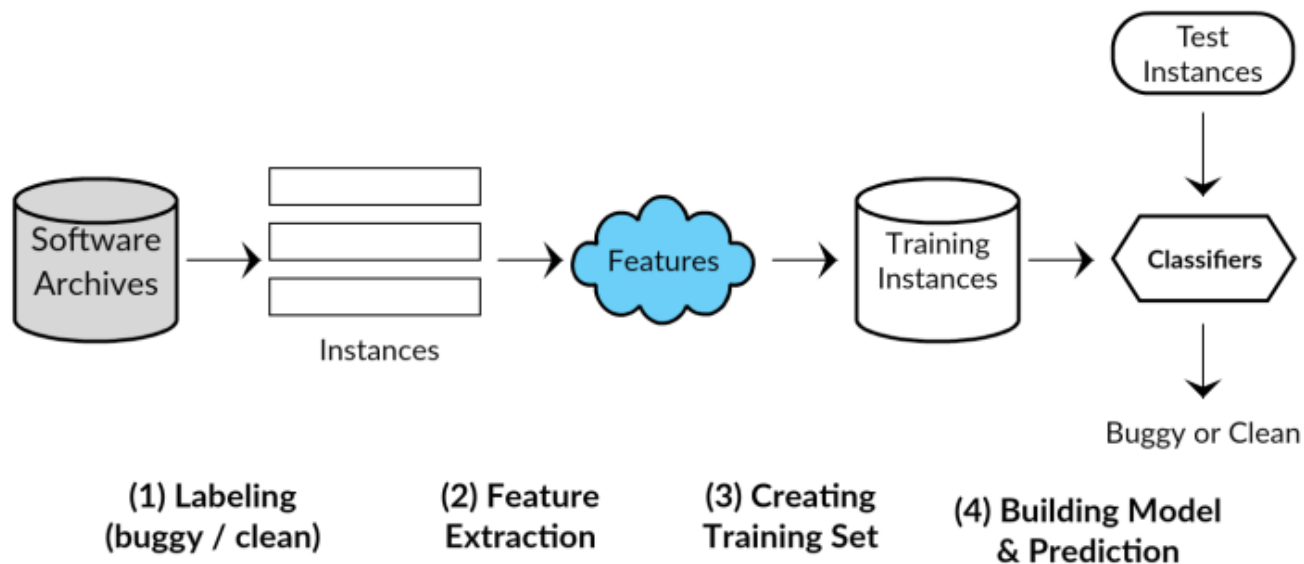 Test
Instances
Software
Archives
Instances
Features
Training
Instances
Classifiers
Buggy or Clean
(1) Labeling
(buggy / clean)
(2) Feature
Extraction
(3) Creating
Training Set
(4) Building Model
& Prediction